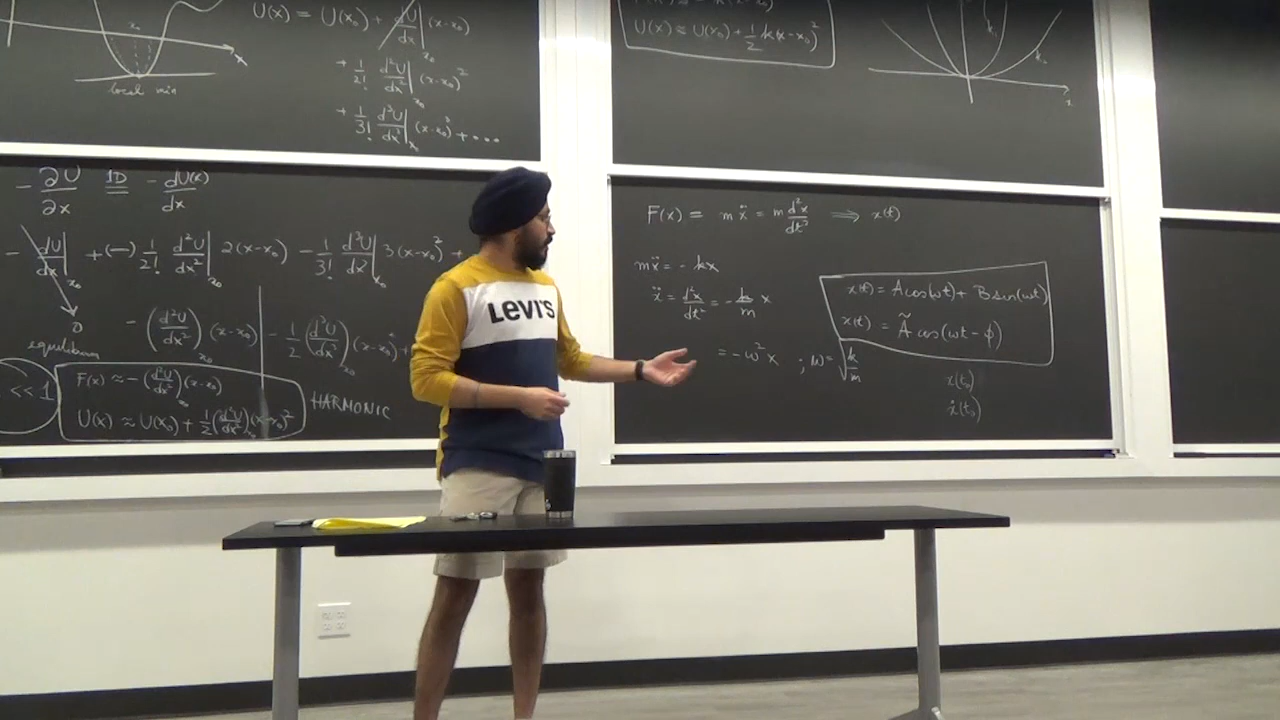 U(x) = U(x₀) + dU/dx|ₓ₀ (x-x₀)
+ 1/2! d²U/dx²|ₓ₀ (x-x₀)²
+ 1/3! d³U/dx³|ₓ₀ (x-x₀)³ + ...
x₀
x
local min
U(x) ≈ U(x₀) + 1/2 k(x-x₀)²
k₁
k₂
x
- ∂U/∂x 1D = - dU(x)/dx
- dU/dx|ₓ₀ + (-) 1/2! d²U/dx²|ₓ₀ 2(x-x₀) - 1/3! d³U/dx³|ₓ₀ 3(x-x₀)² +
0
equilibrium
- (d²U/dx²)ₓ₀ (x-x₀) - 1/2 (d³U/dx³)ₓ₀ (x-x₀)² +
<< 1
F(x) ≈ - (d²U/dx²)ₓ₀ (x-x₀)
U(x) ≈ U(x₀) + 1/2 (d²U/dx²)ₓ₀ (x-x₀)²
HARMONIC
LEVI'S
F(x) = mẍ = m d²x/dt² ⟹ x(t)
mẍ = - kx
ẍ = d²x/dt² = - k/m x
= - ω² x ; ω = √(k/m)
x(t) = A cos(ωt) + B sin(ωt)
x(t) = Ã cos(ωt - φ)
x(t₀)
ẋ(t₀)